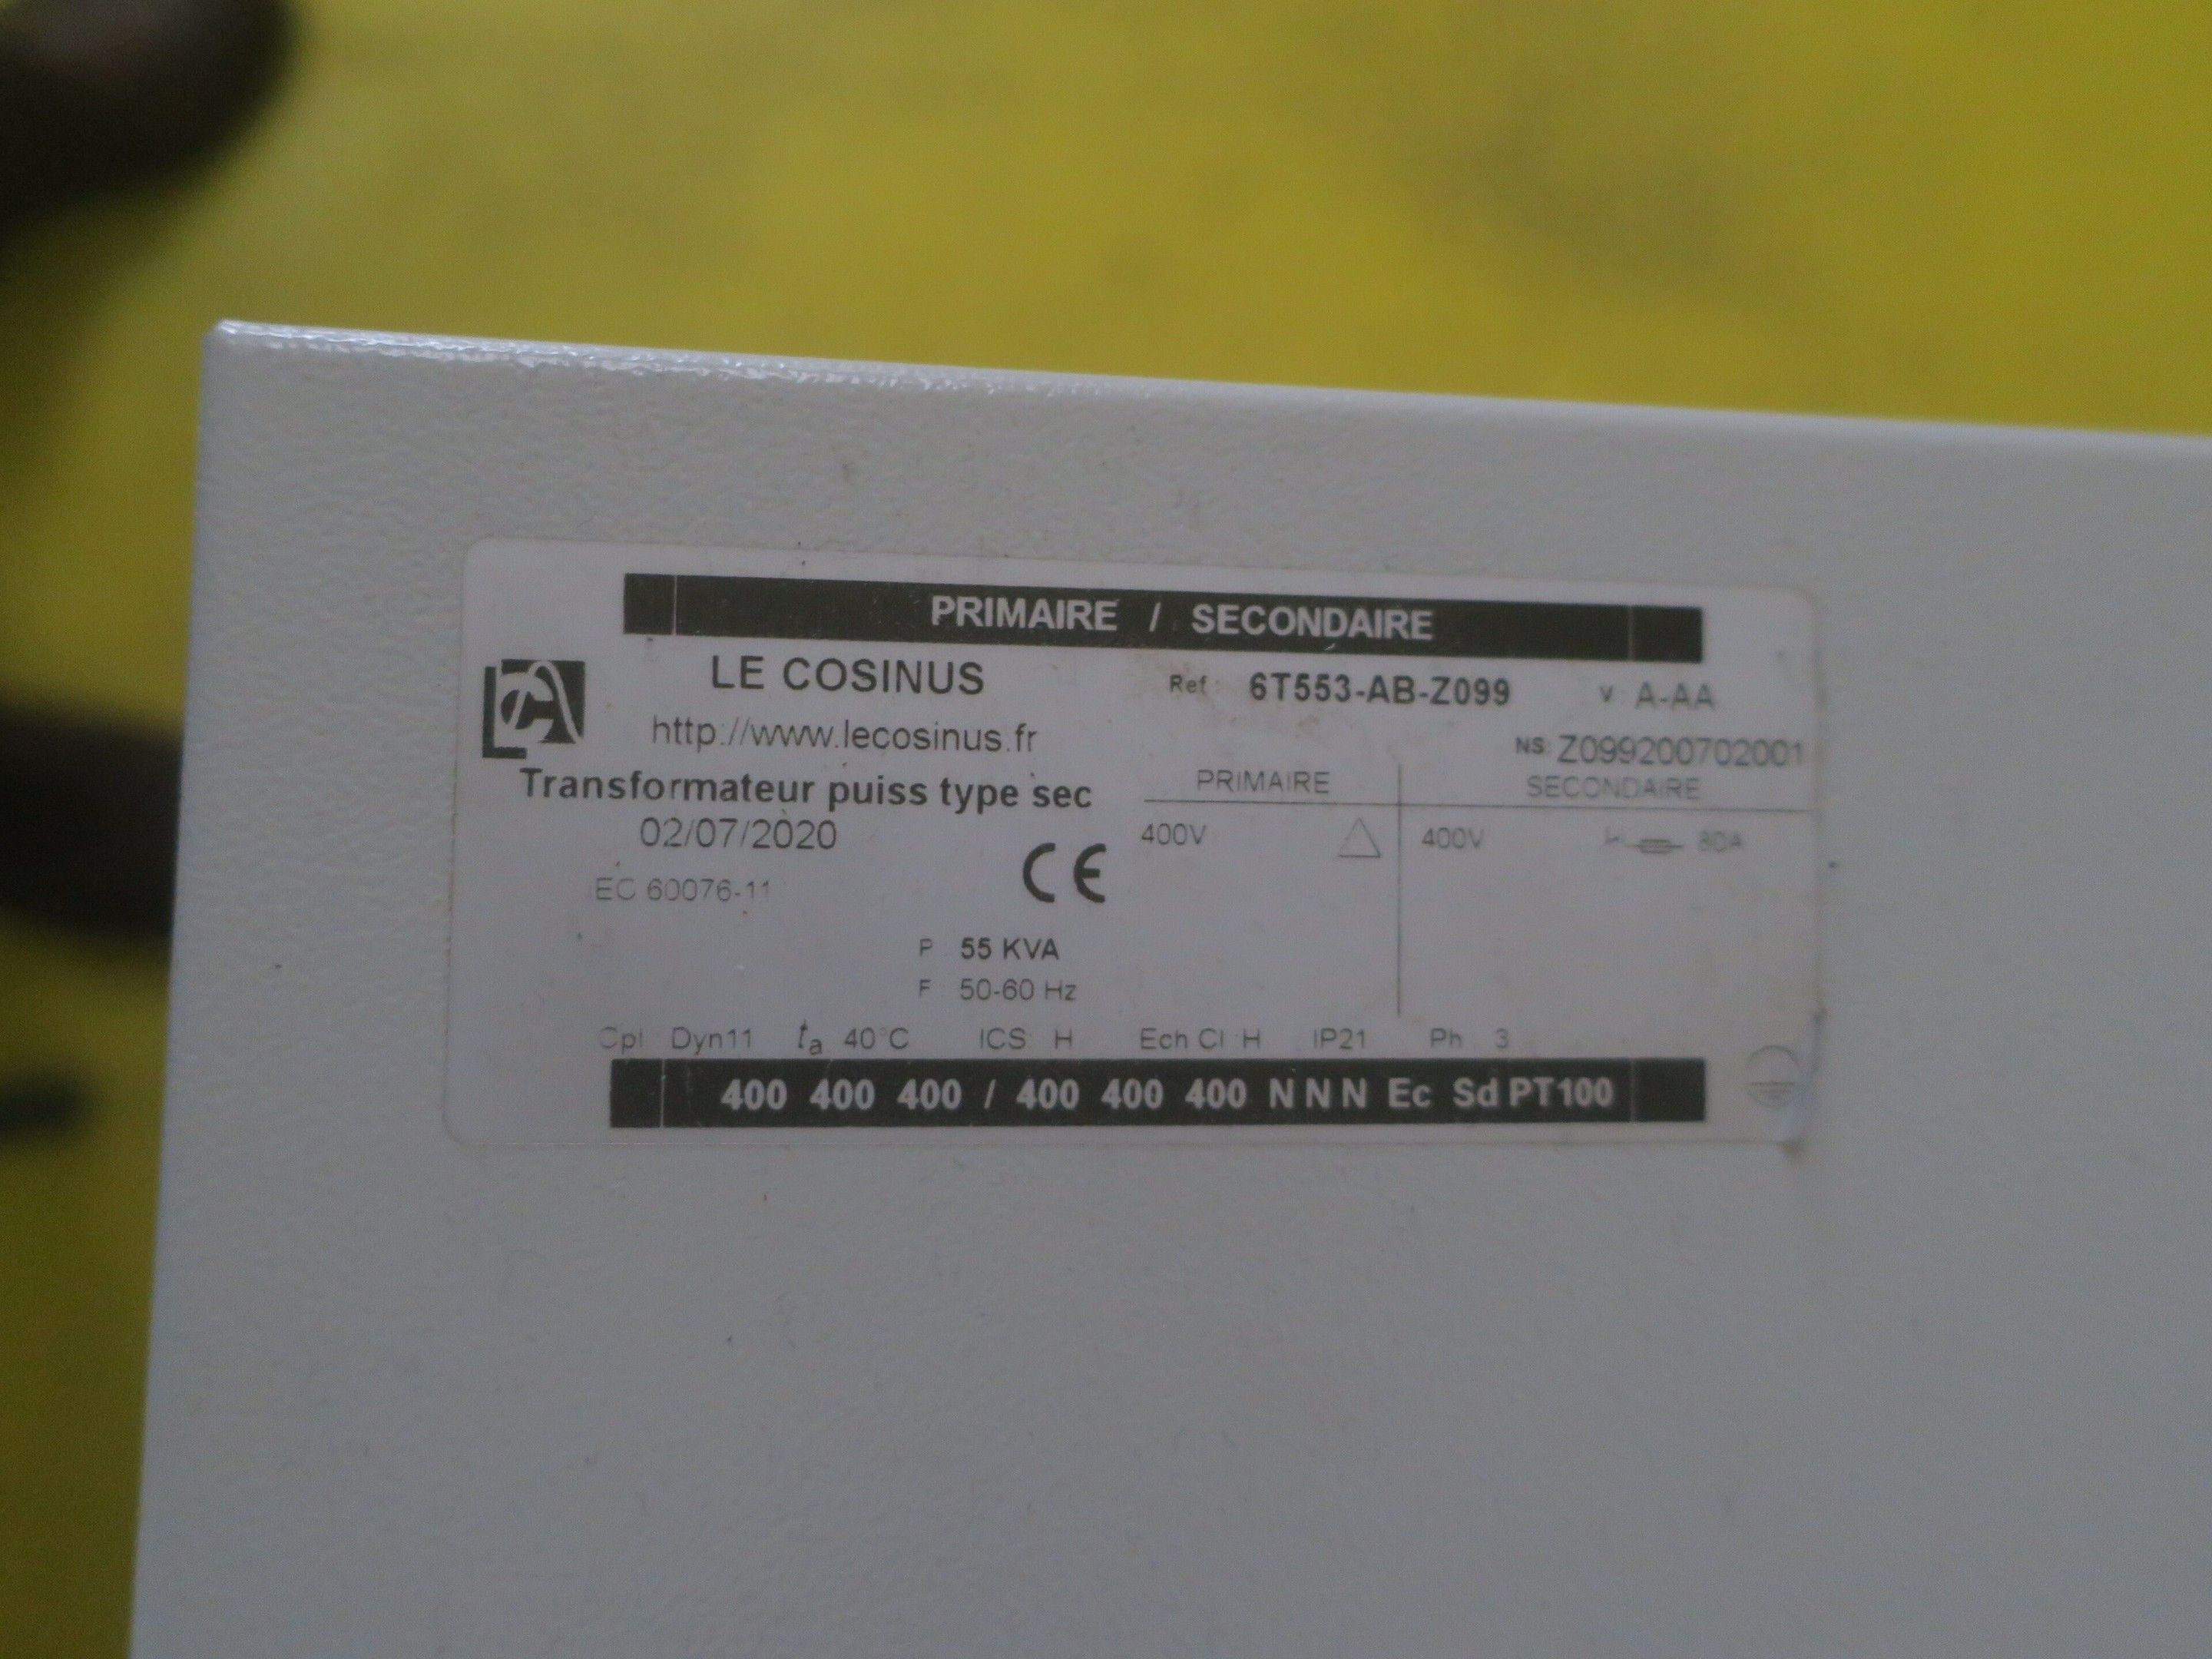 PRIMAIRE / SECONDAIRE
LE COSINUS
Ref: 6T553-AB-Z099 v: A-AA
http://www.lecosinus.fr
NS: Z099200702001
Transformateur puiss type sec
PRIMAIRE SECONDAIRE
02/07/2020
400V 400V 80A
CE
IEC 60076-11
P 55 KVA
F 50-60 Hz
Cpl Dyn11 ta 40°C ICS H Ech Cl H IP21 Ph 3
400 400 400 / 400 400 400 N N N Ec Sd PT100